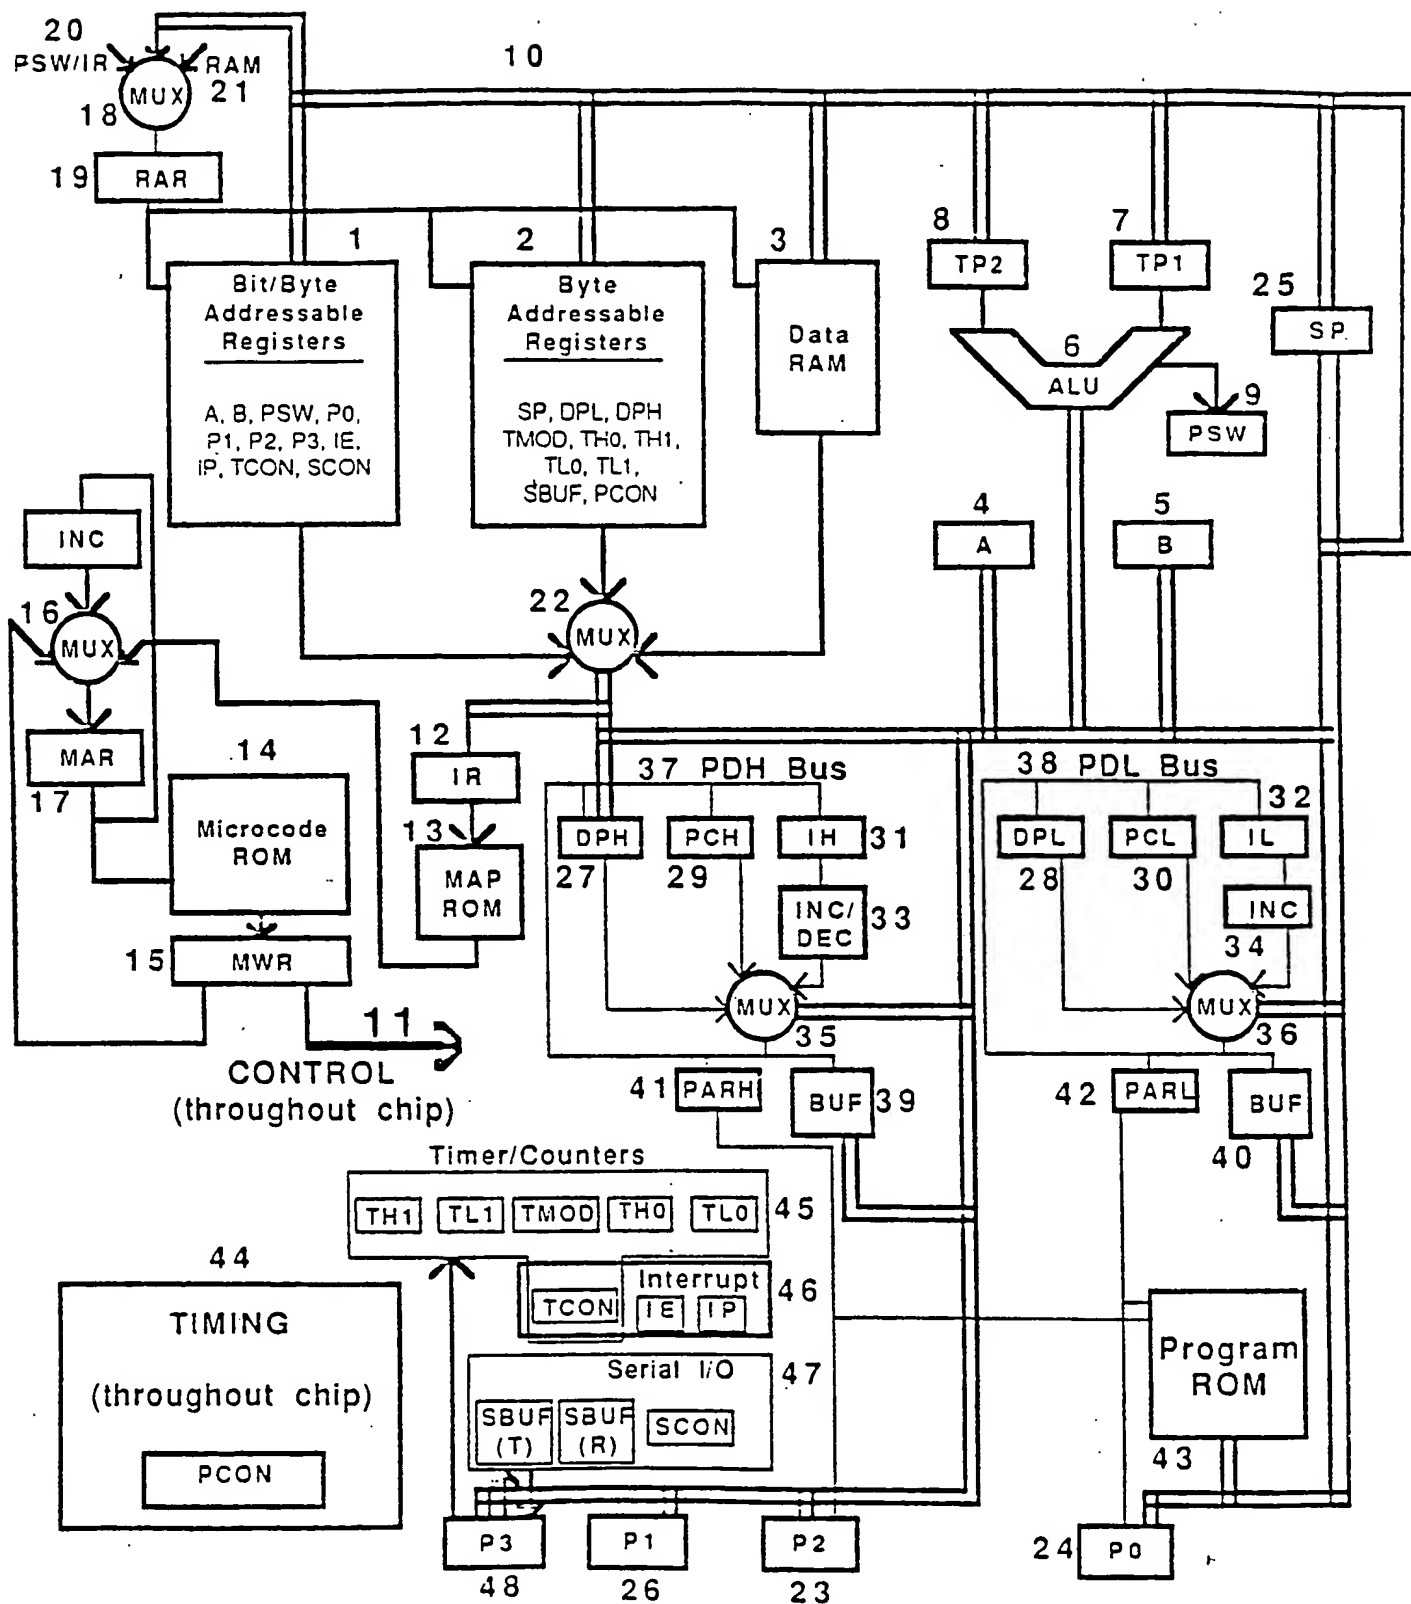 20
PSW/IR
RAM
21
MUX
18
10
19
RAR
1
2
3
8
7
TP2
TP1
25
SP
Bit/Byte
Addressable
Registers
A, B, PSW, P0,
P1, P2, P3, IE,
IP, TCON, SCON
Byte
Addressable
Registers
SP, DPL, DPH
TMOD, TH0, TH1,
TL0, TL1,
SBUF, PCON
Data
RAM
6
ALU
9
PSW
4
A
5
B
INC
16
MUX
22
MUX
MAR
17
14
Microcode
ROM
12
IR
13
MAP
ROM
15
MWR
11
CONTROL
(throughout chip)
37 PDH Bus
38 PDL Bus
DPH
PCH
IH
31
27
29
INC/
DEC
33
MUX
35
32
DPL
PCL
IL
28
30
INC
34
MUX
36
41
PARH
BUF
39
42
PARL
BUF
40
Timer/Counters
TH1
TL1
TMOD
TH0
TL0
45
Interrupt
46
TCON
IE
IP
Serial I/O
47
SBUF
(T)
SBUF
(R)
SCON
44
TIMING
(throughout chip)
PCON
Program
ROM
43
P3
48
P1
26
P2
23
24
P0